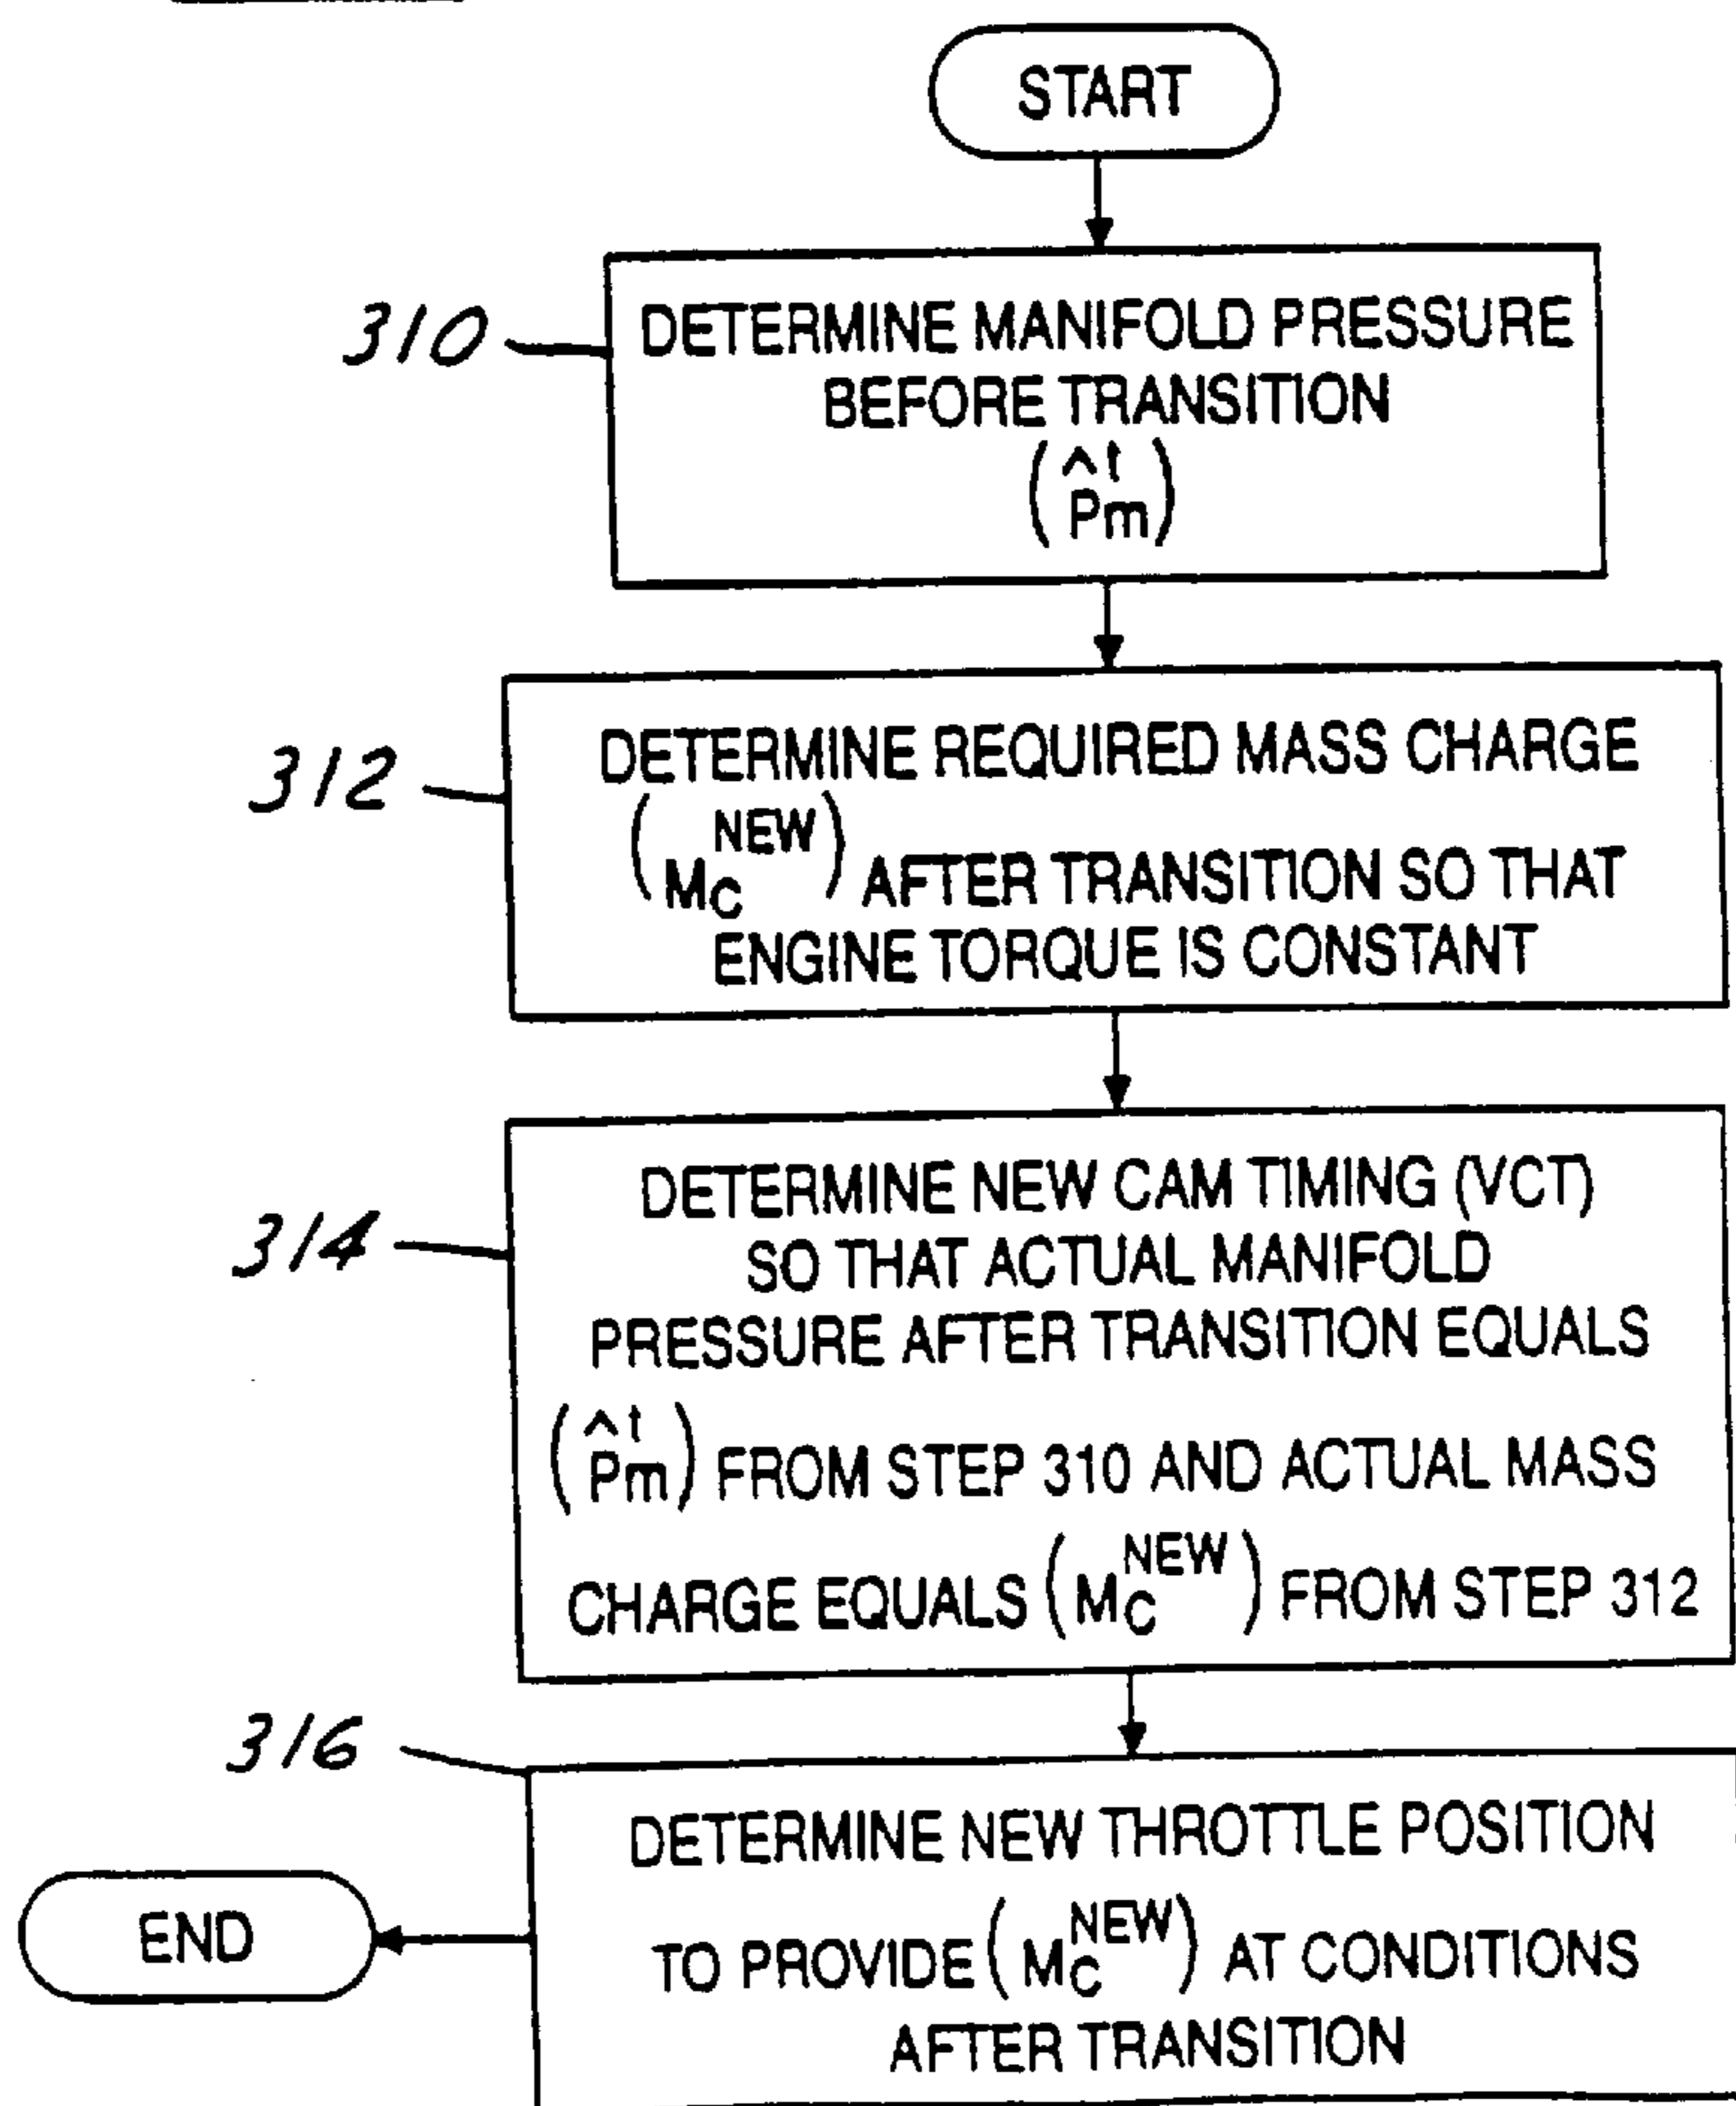 START
310
DETERMINE MANIFOLD PRESSURE
BEFORE TRANSITION
(P̂m^t)
312
DETERMINE REQUIRED MASS CHARGE
(Mc^NEW) AFTER TRANSITION SO THAT
ENGINE TORQUE IS CONSTANT
314
DETERMINE NEW CAM TIMING (VCT)
SO THAT ACTUAL MANIFOLD
PRESSURE AFTER TRANSITION EQUALS
(P̂m^t) FROM STEP 310 AND ACTUAL MASS
CHARGE EQUALS (Mc^NEW) FROM STEP 312
316
DETERMINE NEW THROTTLE POSITION
TO PROVIDE (Mc^NEW) AT CONDITIONS
AFTER TRANSITION
END